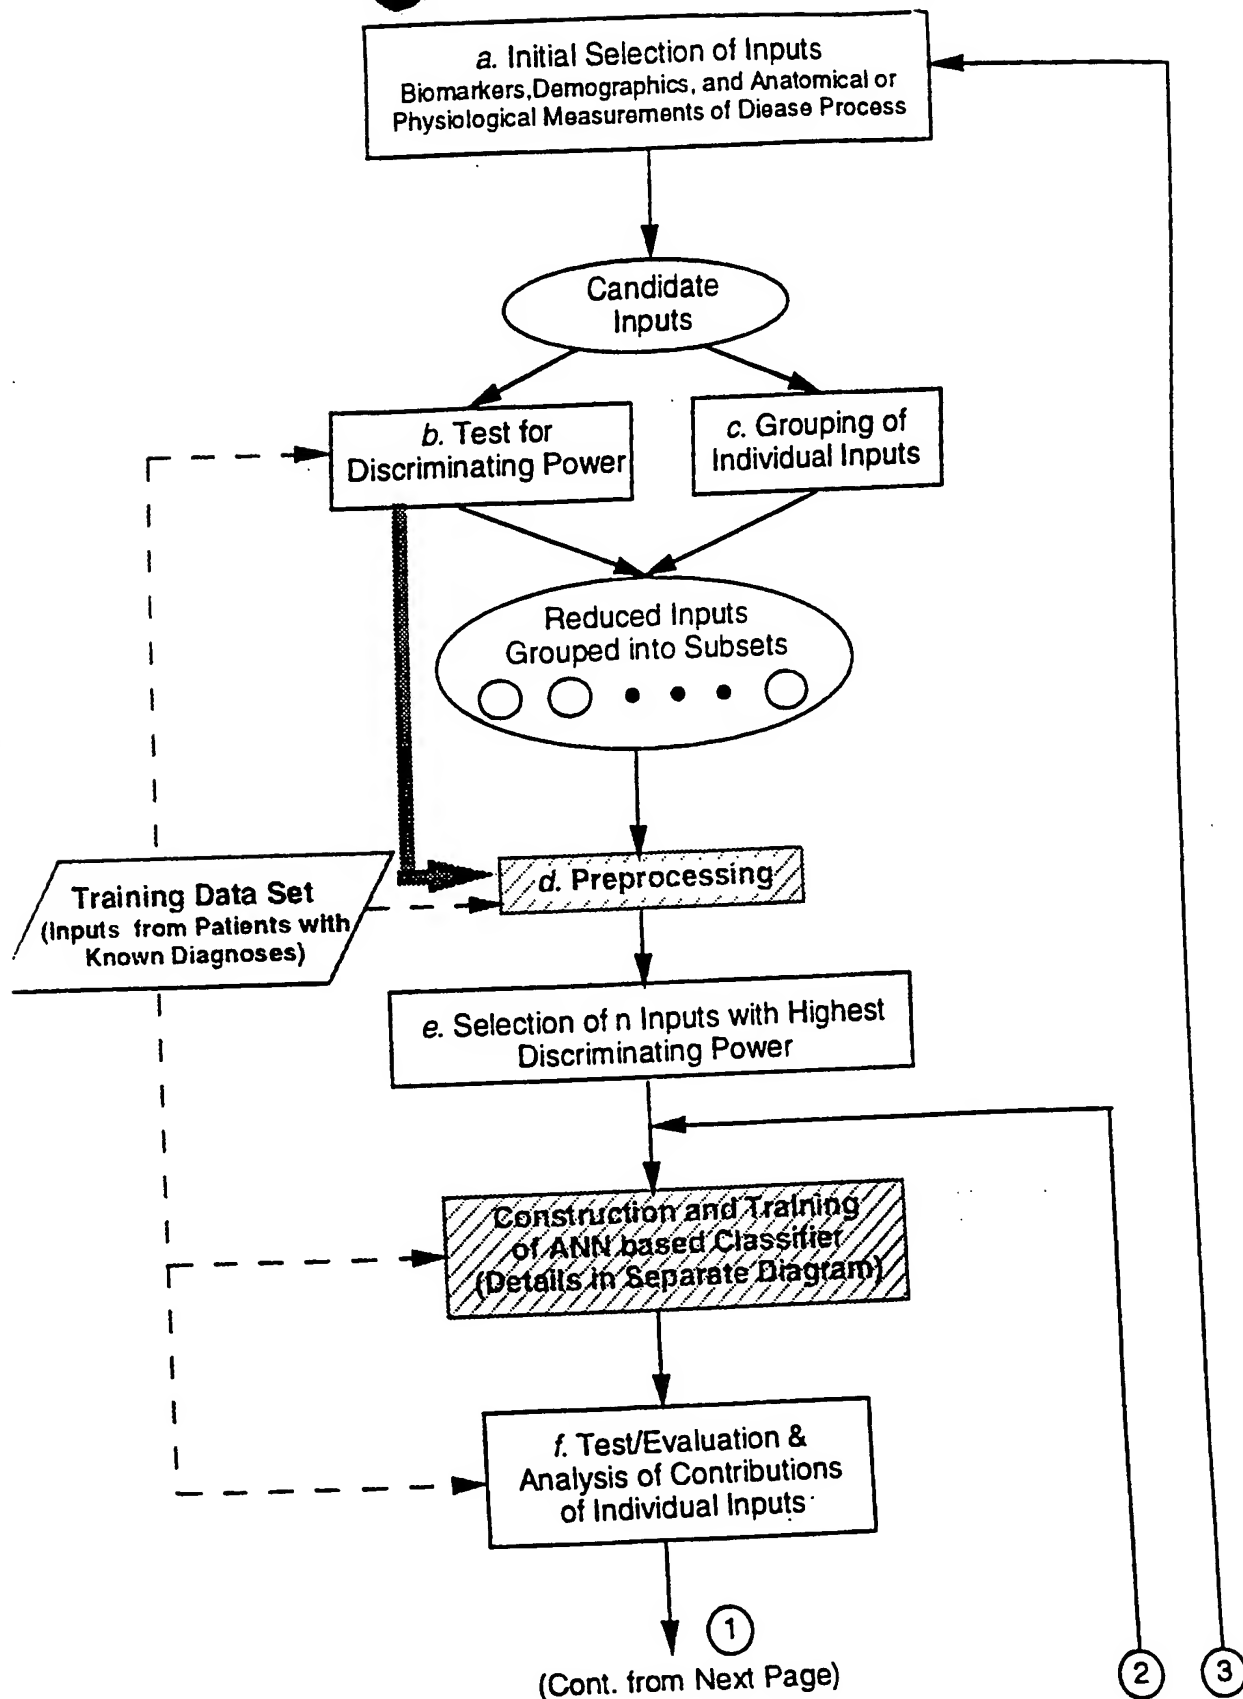 a. Initial Selection of Inputs
Biomarkers,Demographics, and Anatomical or
Physiological Measurements of Diease Process
Candidate
Inputs
b. Test for
Discriminating Power
c. Grouping of
Individual Inputs
Reduced Inputs
Grouped into Subsets
Training Data Set
(Inputs from Patients with
Known Diagnoses)
d. Preprocessing
e. Selection of n Inputs with Highest
Discriminating Power
Construction and Training
of ANN based Classifier
(Details in Separate Diagram)
f. Test/Evaluation &
Analysis of Contributions
of Individual Inputs
1
(Cont. from Next Page)
2
3